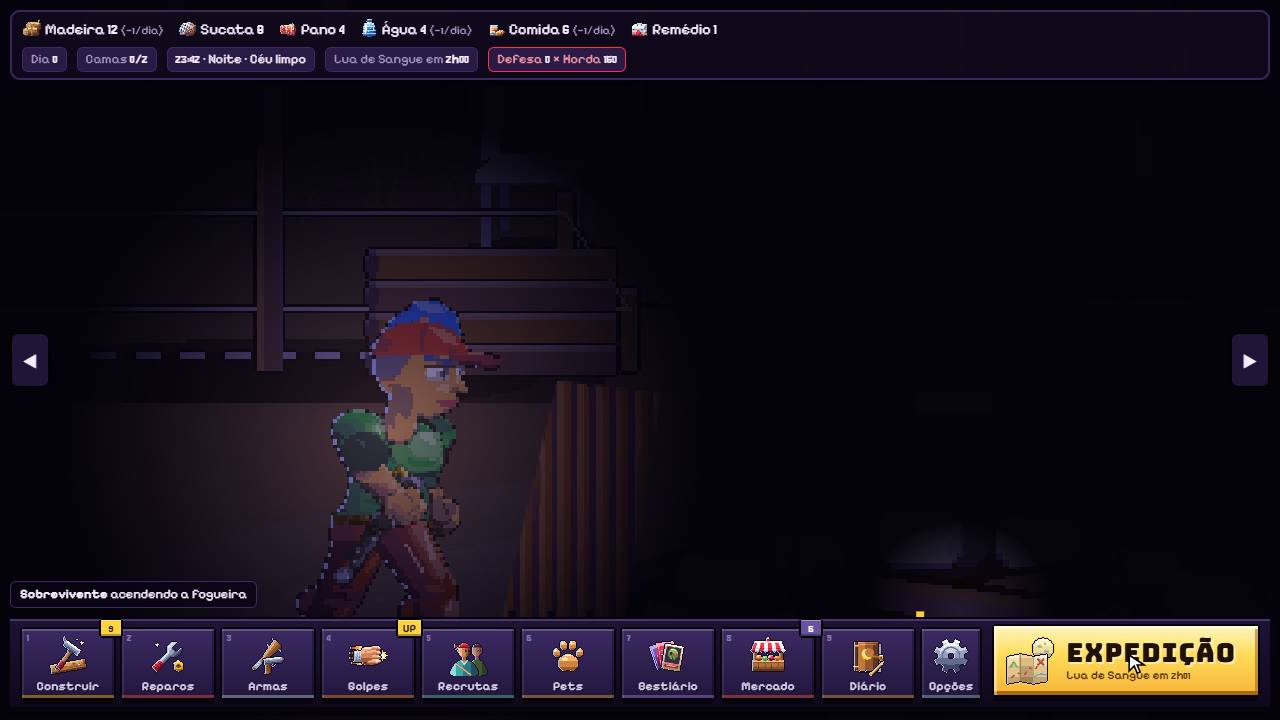 Madeira 12 (-1/dia) Sucata 8 Pano 4 Água 4 (-1/dia) Comida 6 (-1/dia) Remédio 1
Dia 0 Camas 0/2 23:42 · Noite · Céu limpo Lua de Sangue em 2h00 Defesa 0 × Horda 160
◀ ▶
Sobrevivente acendendo a fogueira
1 9 2 3 4 UP 5 6 7 8 6 9
EXPEDIÇÃO
Lua de Sangue em 2h01
Construir Reparos Armas Golpes Recrutas Pets Bestiário Mercado Diário Opções